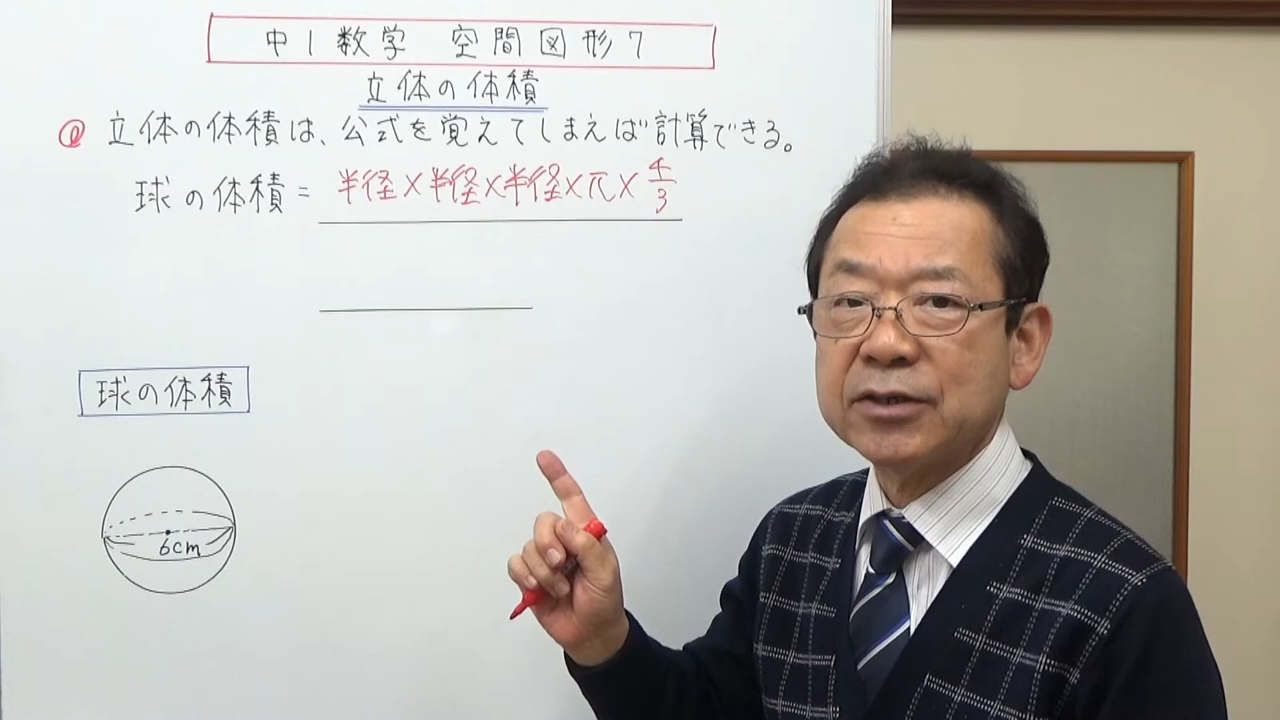 中1数学 空間図形7
立体の体積
立体の体積は、公式を覚えてしまえば計算できる。
球の体積 = 半径×半径×半径×π×4/3
球の体積
6cm